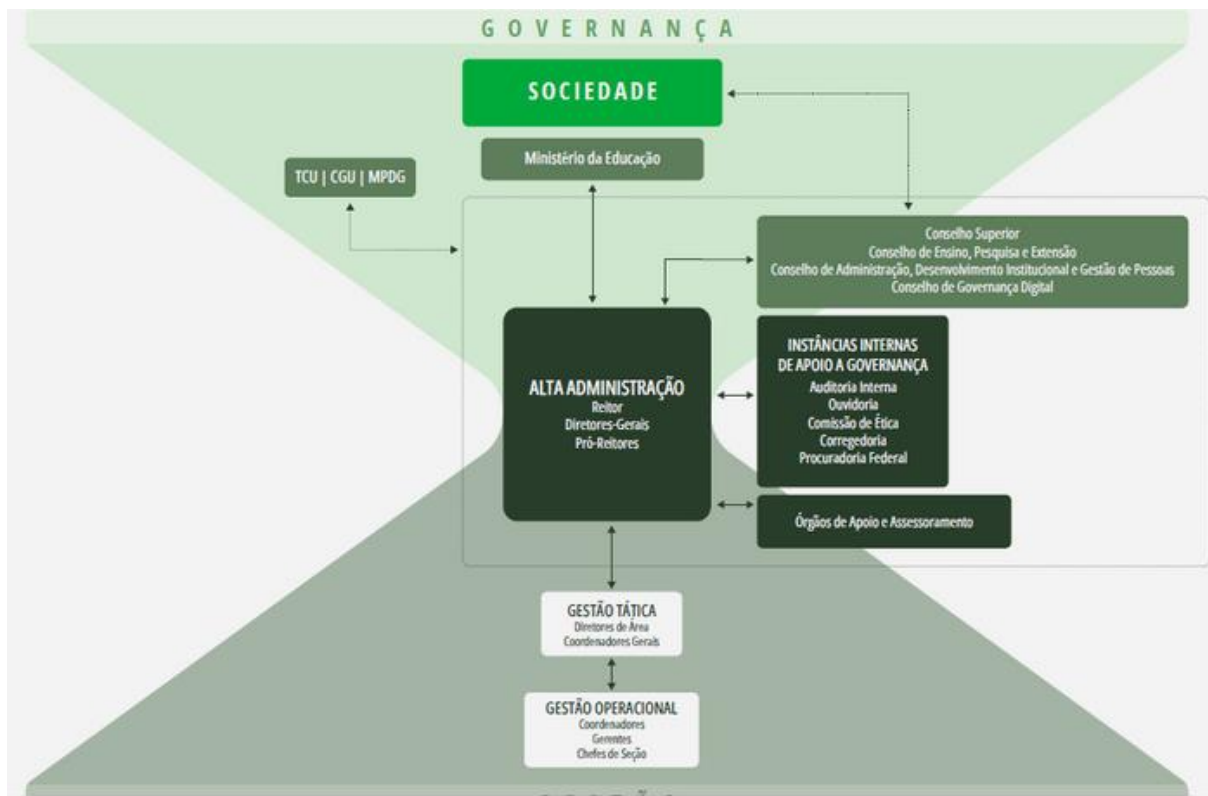 GOVERNANÇA
SOCIEDADE
Ministério da Educação
TCU | CGU | MPDG
Conselho Superior
Conselho de Ensino, Pesquisa e Extensão
Conselho de Administração, Desenvolvimento Institucional e Gestão de Pessoas
Conselho de Governança Digital
ALTA ADMINISTRAÇÃO
Reitor
Diretores-Gerais
Pró-Reitores
INSTÂNCIAS INTERNAS
DE APOIO A GOVERNANÇA
Auditoria Interna
Ouvidoria
Comissão de Ética
Corregedoria
Procuradoria Federal
Órgãos de Apoio e Assessoramento
GESTÃO TÁTICA
Diretores de Área
Coordenadores Gerais
GESTÃO OPERACIONAL
Coordenadores
Gerentes
Chefes de Seção